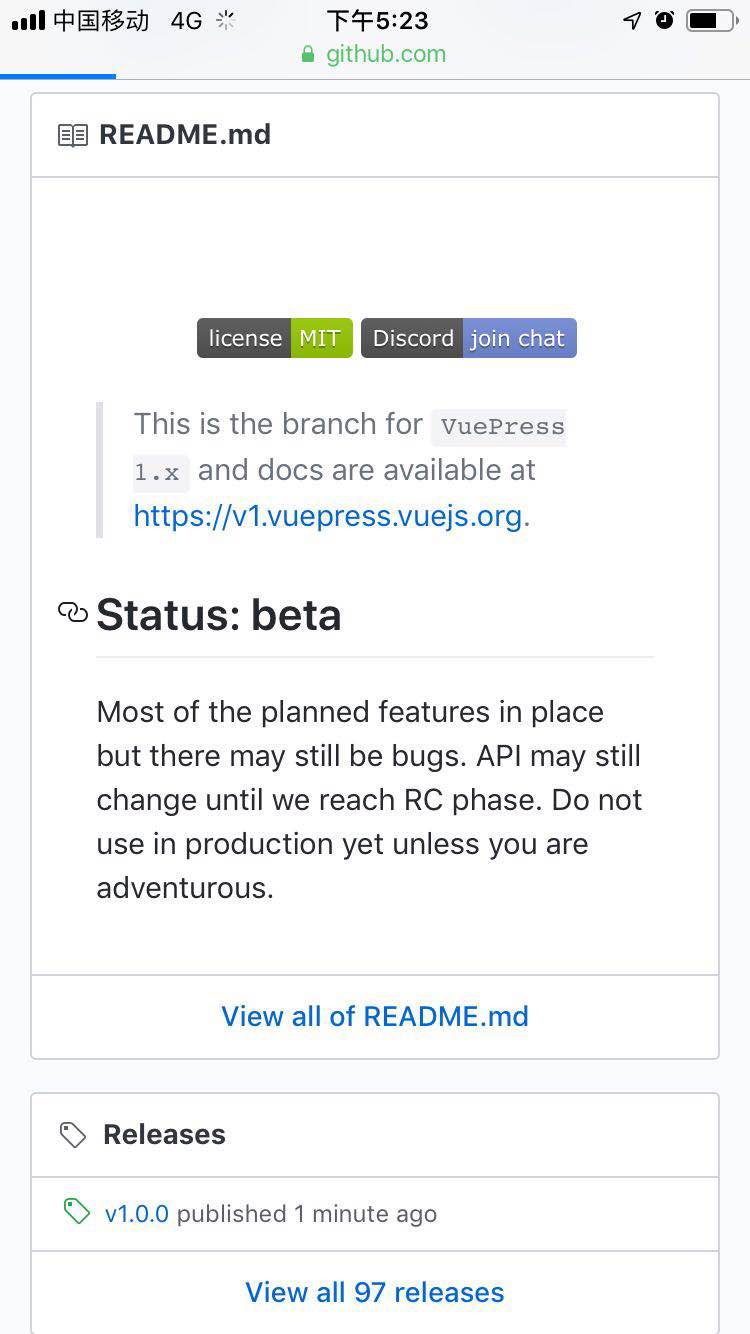 中国移动 4G 下午5:23
github.com
README.md
license MIT Discord join chat
This is the branch for VuePress
1.x and docs are available at
https://v1.vuepress.vuejs.org.
Status: beta
Most of the planned features in place
but there may still be bugs. API may still
change until we reach RC phase. Do not
use in production yet unless you are
adventurous.
View all of README.md
Releases
v1.0.0 published 1 minute ago
View all 97 releases